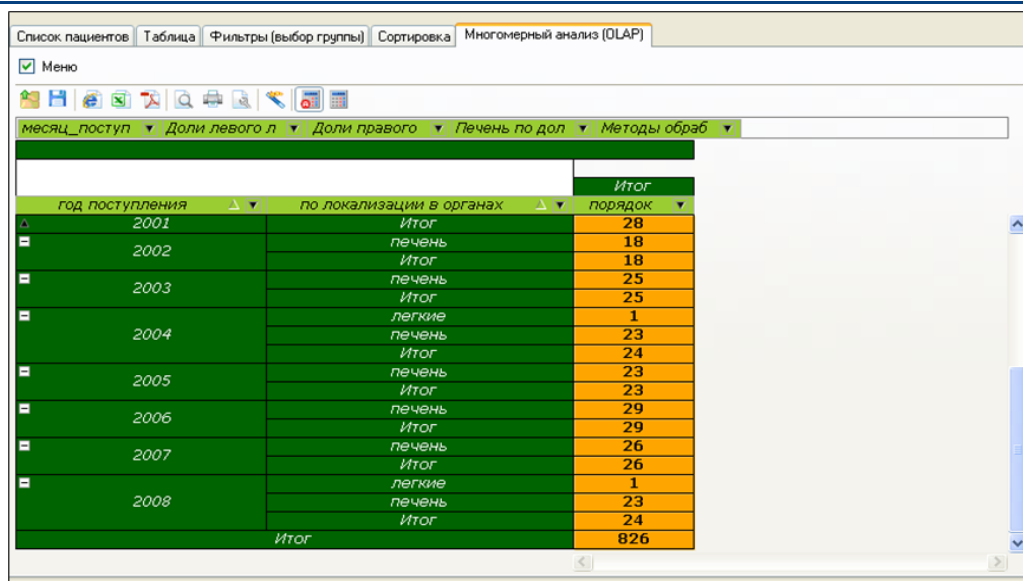 Список пациентов Таблица Фильтры (выбор группы) Сортировка Многомерный анализ (OLAP)
Меню
месяц_поступ Доли левого л Доли правого Печень по дол Методы обраб
Итог
год поступления по локализации в органах порядок
2001 Итог 28
2002 печень 18
Итог 18
2003 печень 25
Итог 25
2004 легкие 1
печень 23
Итог 24
2005 печень 23
Итог 23
2006 печень 29
Итог 29
2007 печень 26
Итог 26
2008 легкие 1
печень 23
Итог 24
Итог 826